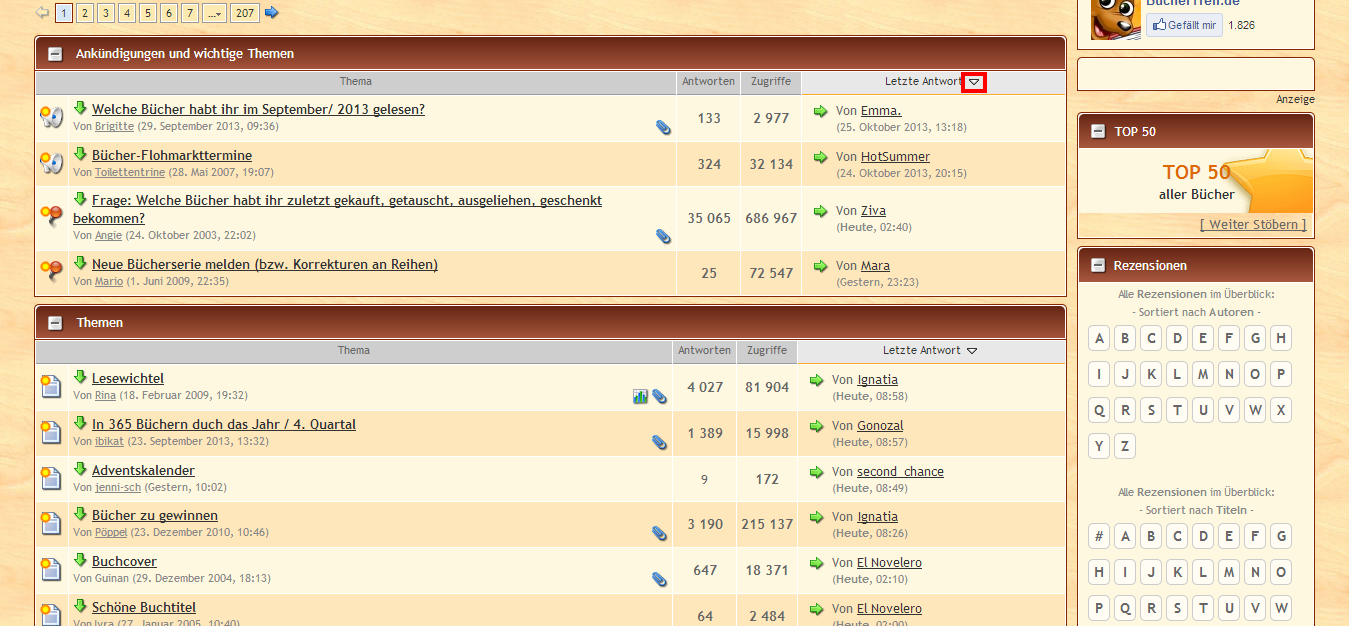 1 2 3 4 5 6 7 ... 207
Ankündigungen und wichtige Themen
Thema Antworten Zugriffe Letzte Antwort
Welche Bücher habt ihr im September/ 2013 gelesen?
Von Brigitte (29. September 2013, 09:36)
133 2 977
Von Emma.
(25. Oktober 2013, 13:18)
Bücher-Flohmarkttermine
Von Toilettentrine (28. Mai 2007, 19:07)
324 32 134
Von HotSummer
(24. Oktober 2013, 20:15)
Frage: Welche Bücher habt ihr zuletzt gekauft, getauscht, ausgeliehen, geschenkt
bekommen?
Von Angie (24. Oktober 2003, 22:02)
35 065 686 967
Von Ziva
(Heute, 02:40)
Neue Bücherserie melden (bzw. Korrekturen an Reihen)
Von Mario (1. Juni 2009, 22:35)
25 72 547
Von Mara
(Gestern, 23:23)
Themen
Thema Antworten Zugriffe Letzte Antwort
Lesewichtel
Von Rina (18. Februar 2009, 19:32)
4 027 81 904
Von Ignatia
(Heute, 08:58)
In 365 Büchern duch das Jahr / 4. Quartal
Von ibikat (23. September 2013, 13:32)
1 389 15 998
Von Gonozal
(Heute, 08:57)
Adventskalender
Von jenni-sch (Gestern, 10:02)
9 172
Von second_chance
(Heute, 08:49)
Bücher zu gewinnen
Von Pöppel (23. Dezember 2010, 10:46)
3 190 215 137
Von Ignatia
(Heute, 08:26)
Buchcover
Von Guinan (29. Dezember 2004, 18:13)
647 18 371
Von El Novelero
(Heute, 02:10)
Schöne Buchtitel
Von lyra (27. Januar 2005, 10:40)
64 2 484
Von El Novelero
(Heute, 02:00)
BücherTreff.de
Gefällt mir 1.826
Anzeige
TOP 50
TOP 50
aller Bücher
[ Weiter Stöbern ]
Rezensionen
Alle Rezensionen im Überblick:
- Sortiert nach Autoren -
A B C D E F G H
I J K L M N O P
Q R S T U V W X
Y Z
Alle Rezensionen im Überblick:
- Sortiert nach Titeln -
# A B C D E F G
H I J K L M N O
P Q R S T U V W